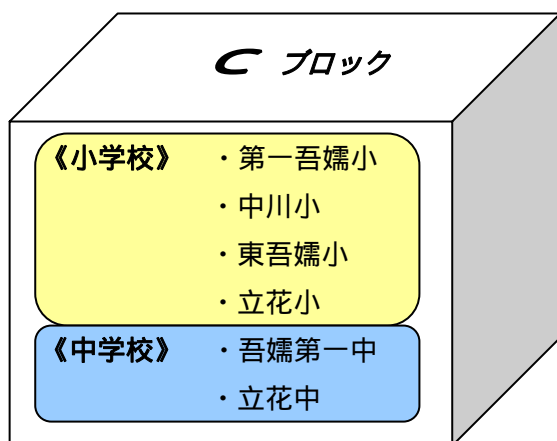 C ブロック
《小学校》 ・第一吾嬬小
・中川小
・東吾嬬小
・立花小
《中学校》 ・吾嬬第一中
・立花中